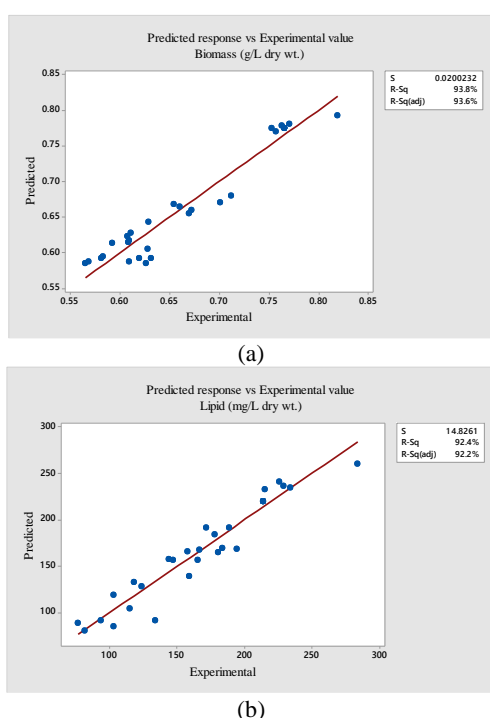 Predicted response vs Experimental value
Biomass (g/L dry wt.)
S 0.0200232
R-Sq 93.8%
R-Sq(adj) 93.6%
Predicted
0.85
0.80
0.75
0.70
0.65
0.60
0.55
0.55 0.60 0.65 0.70 0.75 0.80 0.85
Experimental
(a)
Predicted response vs Experimental value
Lipid (mg/L dry wt.)
S 14.8261
R-Sq 92.4%
R-Sq(adj) 92.2%
Predicted
300
250
200
150
100
100 150 200 250 300
Experimental
(b)